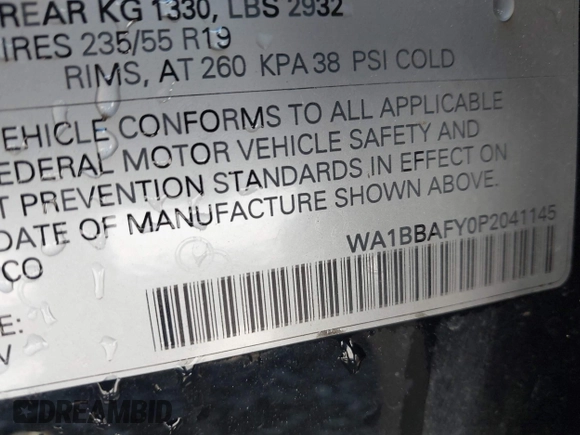 REAR KG 1330, LBS 2932
IRES 235/55 R19
RIMS, AT 260 KPA 38 PSI COLD
VEHICLE CONFORMS TO ALL APPLICABLE
EDERAL MOTOR VEHICLE SAFETY AND
T PREVENTION STANDARDS IN EFFECT ON
DATE OF MANUFACTURE SHOWN ABOVE.
CO
WA1BBAFY0P2041145
E:
V
DREAMBID